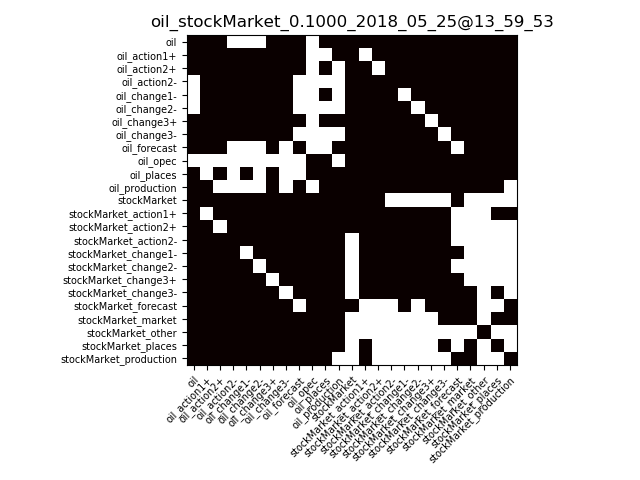 oil_stockMarket_0.1000_2018_05_25@13_59_53
oil
oil_action1+
oil_action2+
oil_action2-
oil_change1-
oil_change2-
oil_change3+
oil_change3-
oil_forecast
oil_opec
oil_places
oil_production
stockMarket
stockMarket_action1+
stockMarket_action2+
stockMarket_action2-
stockMarket_change1-
stockMarket_change2-
stockMarket_change3+
stockMarket_change3-
stockMarket_forecast
stockMarket_market
stockMarket_other
stockMarket_places
stockMarket_production
oil
oil_action1+
oil_action2+
oil_action2-
oil_change1-
oil_change2-
oil_change3+
oil_change3-
oil_forecast
oil_opec
oil_places
oil_production
stockMarket
stockMarket_action1+
stockMarket_action2+
stockMarket_action2-
stockMarket_change1-
stockMarket_change2-
stockMarket_change3+
stockMarket_change3-
stockMarket_forecast
stockMarket_market
stockMarket_other
stockMarket_places
stockMarket_production